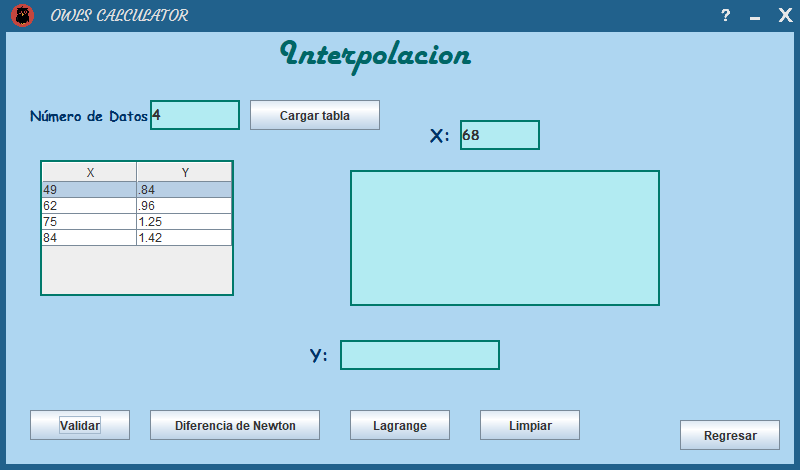 OWLS CALCULATOR ? – X
Interpolacion
Número de Datos 4 Cargar tabla
X: 68
X Y
49 .84
62 .96
75 1.25
84 1.42
Y:
Validar Diferencia de Newton Lagrange Limpiar
Regresar